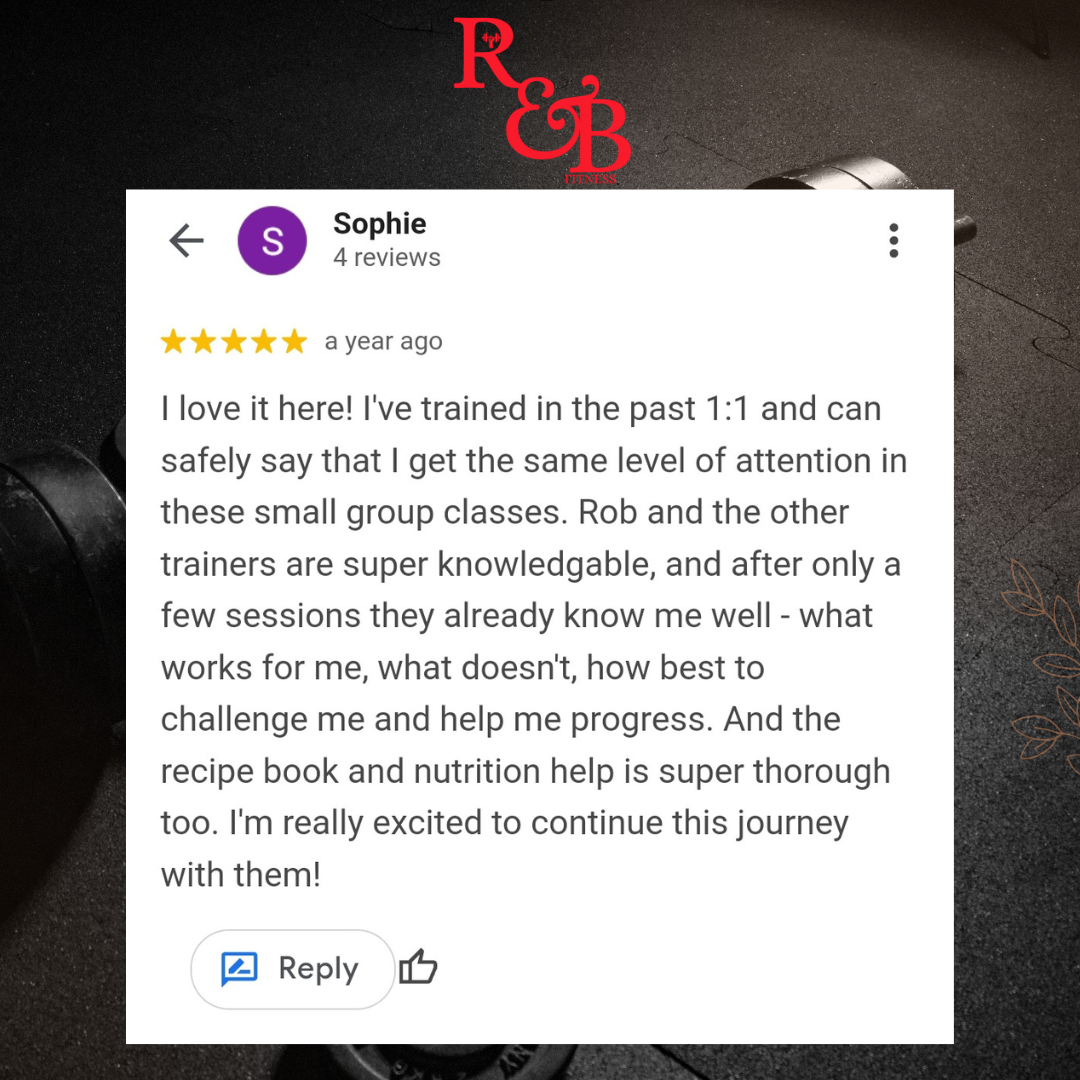 R
&B
FITNESS
S
Sophie
4 reviews
a year ago
I love it here! I've trained in the past 1:1 and can
safely say that I get the same level of attention in
these small group classes. Rob and the other
trainers are super knowledgable, and after only a
few sessions they already know me well - what
works for me, what doesn't, how best to
challenge me and help me progress. And the
recipe book and nutrition help is super thorough
too. I'm really excited to continue this journey
with them!
Reply